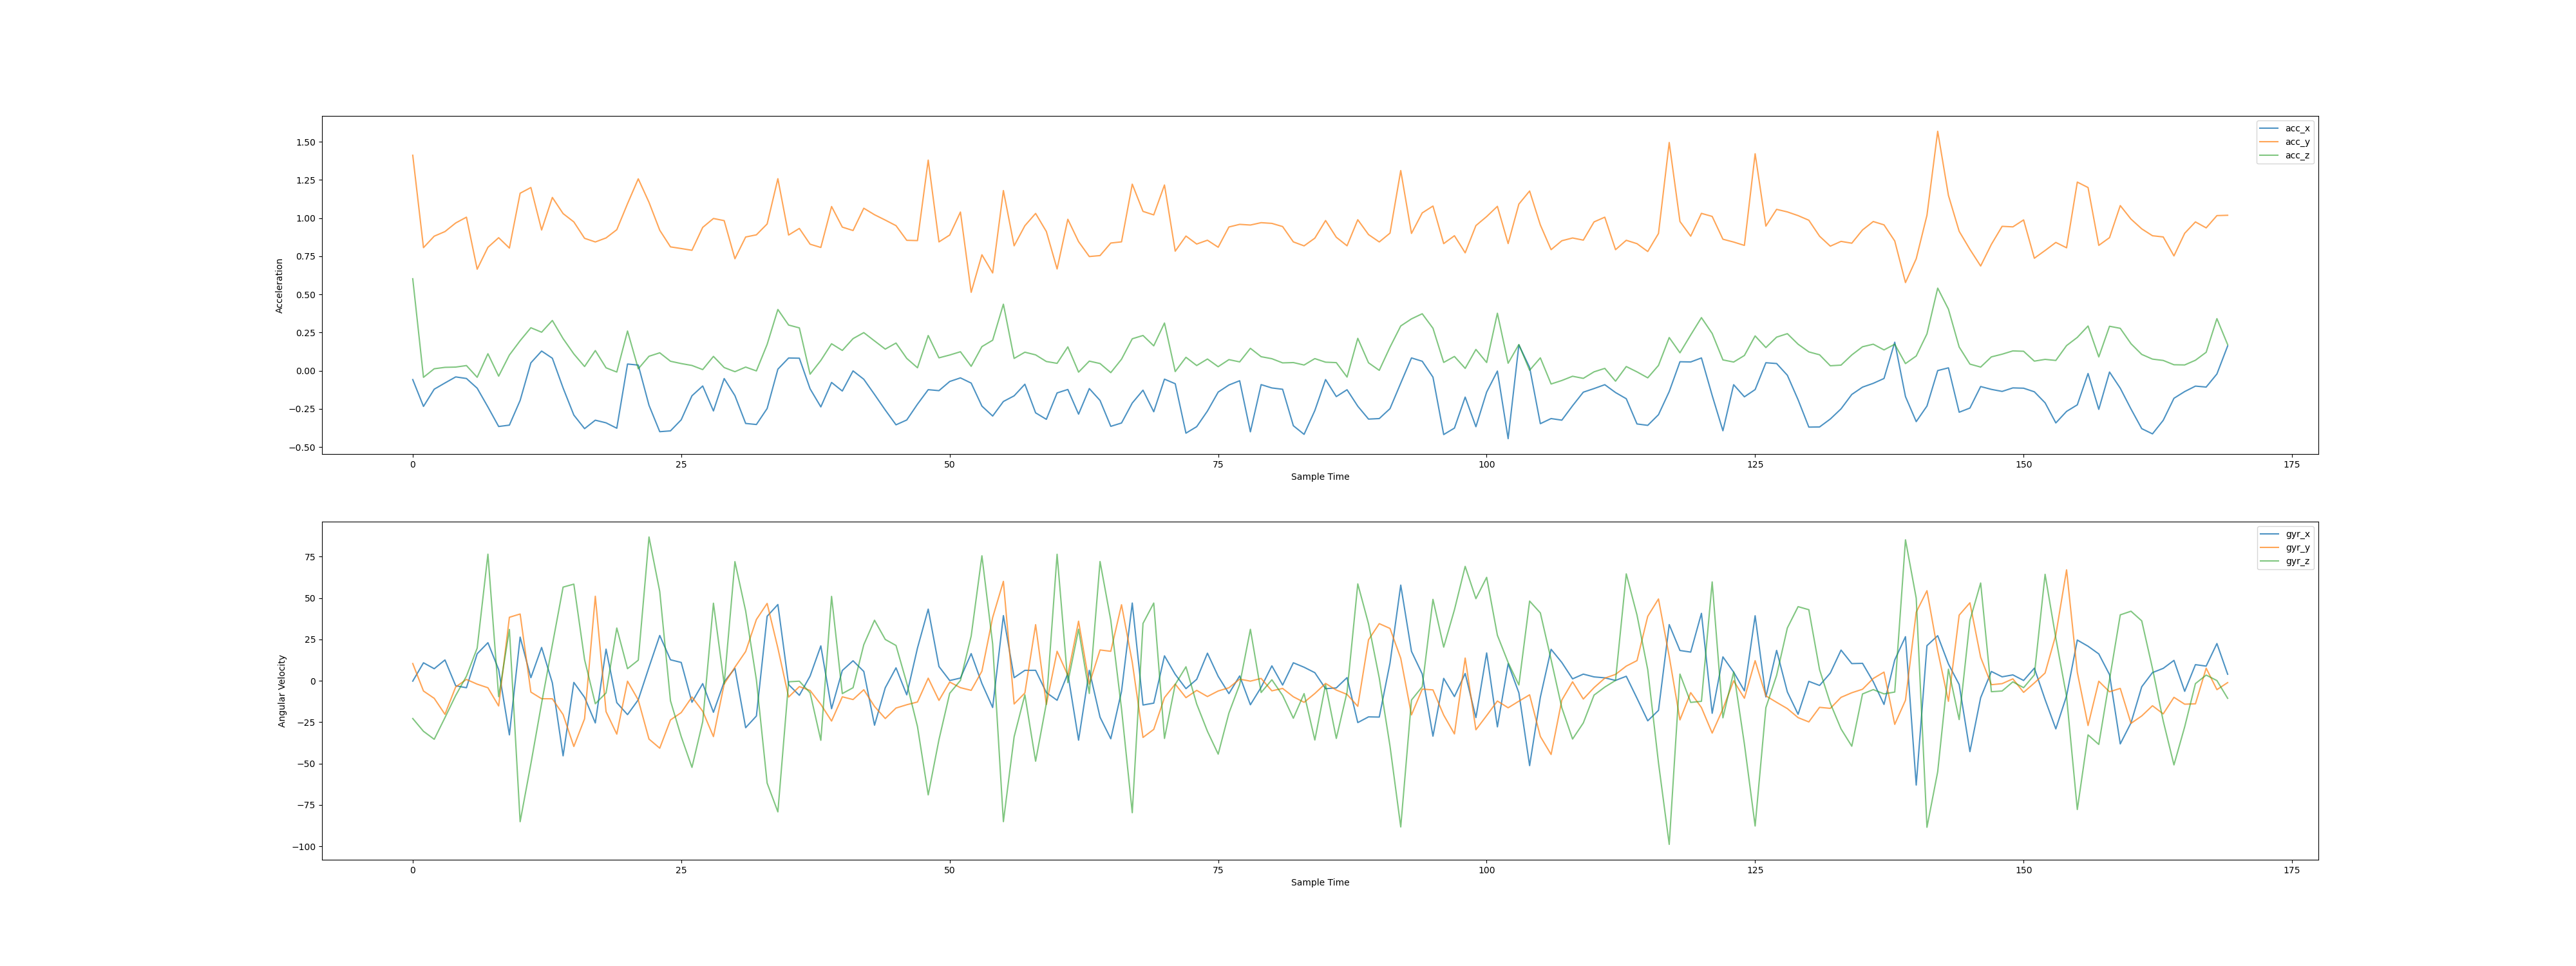 1.50
1.25
1.00
0.75
0.50
0.25
0.00
−0.25
−0.50
Acceleration
acc_x
acc_y
acc_z
0 25 50 75 100 125 150 175
Sample Time
75
50
25
0
−25
−50
−75
−100
Angular Velocity
gyr_x
gyr_y
gyr_z
0 25 50 75 100 125 150 175
Sample Time